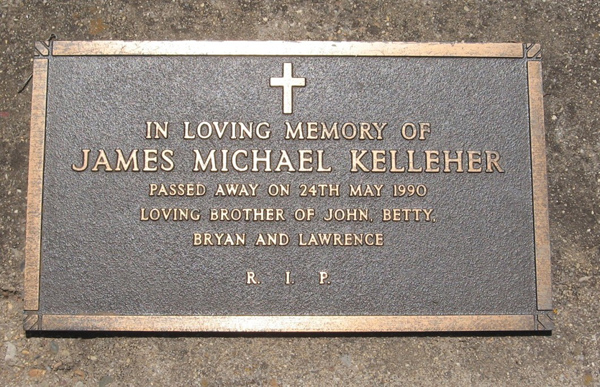 IN LOVING MEMORY OF
JAMES MICHAEL KELLEHER
PASSED AWAY ON 24TH MAY 1990
LOVING BROTHER OF JOHN, BETTY,
BRYAN AND LAWRENCE
R. I. P.